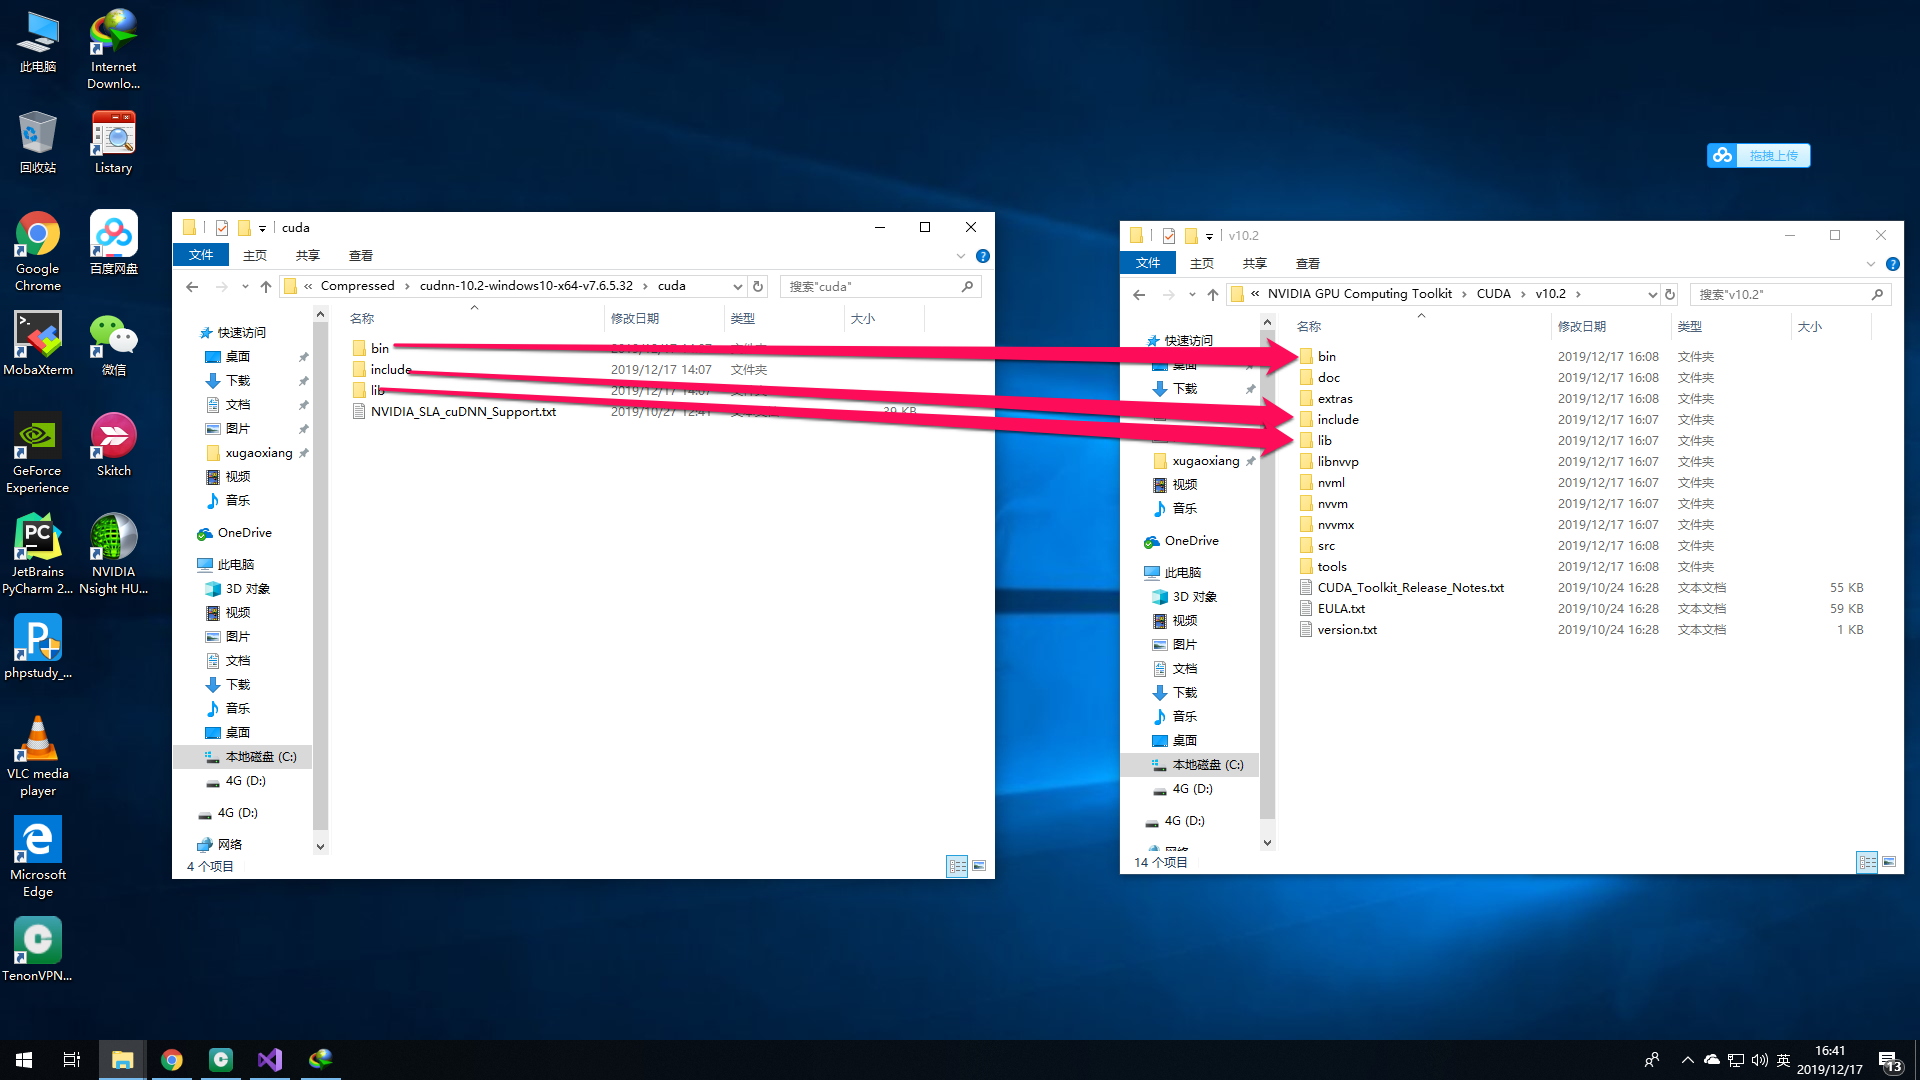 此电脑
Internet
Downlo...
回收站
Listary
Google
Chrome
百度网盘
MobaXterm
微信
GeForce
Experience
Skitch
JetBrains
PyCharm 2...
NVIDIA
Nsight HU...
phpstudy_...
VLC media
player
Microsoft
Edge
TenonVPN...
拖拽上传
cuda
文件 主页 共享 查看
« Compressed › cudnn-10.2-windows10-x64-v7.6.5.32 › cuda
搜索"cuda"
快速访问
桌面
下载
文档
图片
xugaoxiang
视频
音乐
OneDrive
此电脑
3D 对象
视频
图片
文档
下载
音乐
桌面
本地磁盘 (C:)
4G (D:)
4G (D:)
网络
名称 修改日期 类型 大小
bin 2019/12/17 14:07 文件夹
include 2019/12/17 14:07 文件夹
lib 2019/12/17 14:07 文件夹
NVIDIA_SLA_cuDNN_Support.txt 2019/10/27 12:41 文本文档 39 KB
4 个项目
v10.2
文件 主页 共享 查看
« NVIDIA GPU Computing Toolkit › CUDA › v10.2 ›
搜索"v10.2"
快速访问
桌面
下载
xugaoxiang
视频
音乐
OneDrive
此电脑
3D 对象
视频
图片
文档
下载
音乐
桌面
本地磁盘 (C:)
4G (D:)
4G (D:)
网络
名称 修改日期 类型 大小
bin 2019/12/17 16:08 文件夹
doc 2019/12/17 16:08 文件夹
extras 2019/12/17 16:08 文件夹
include 2019/12/17 16:07 文件夹
lib 2019/12/17 16:07 文件夹
libnvvp 2019/12/17 16:07 文件夹
nvml 2019/12/17 16:07 文件夹
nvvm 2019/12/17 16:07 文件夹
nvvmx 2019/12/17 16:07 文件夹
src 2019/12/17 16:08 文件夹
tools 2019/12/17 16:08 文件夹
CUDA_Toolkit_Release_Notes.txt 2019/10/24 16:28 文本文档 55 KB
EULA.txt 2019/10/24 16:28 文本文档 59 KB
version.txt 2019/10/24 16:28 文本文档 1 KB
14 个项目
英
16:41
2019/12/17
13